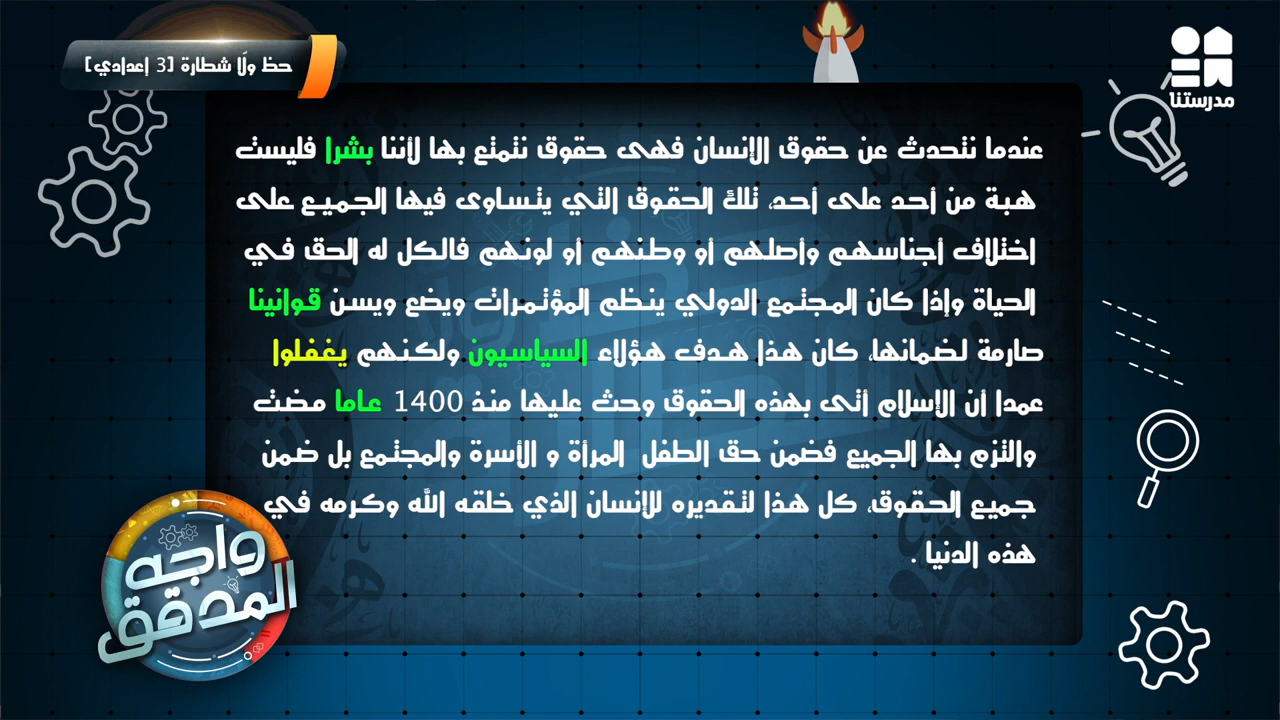 حظ ولَا شطارة [3 إعدادي]
مدرستنا
عندما نتحدث عن حقوق الإنسان فهى حقوق نتمتع بها لأننا بشرا فليست
هبة من أحد على أحد، تلك الحقوق التي يتساوى فيها الجميع على
إختلاف أجناسهم وأصلهم أو وطنهم أو لونهم فالكل له الحق في
الحياة وإذا كان المجتمع الدولي ينظم المؤتمرات ويضع ويسن قوانينا
صارمة لضمانها، كان هذا هدف هؤلاء السياسيون ولكنهم يغفلوا
عمدا أن الإسلام أتى بهذه الحقوق وحث عليها منذ 1400 عاما مضت
والتزم بها الجميع فضمن حق الطفل المرأة و الأسرة والمجتمع بل ضمن
جميع الحقوق، كل هذا لتقديره للإنسان الذي خلقه الله وكرمه في
هذه الدنيا .
واجه
المدقق